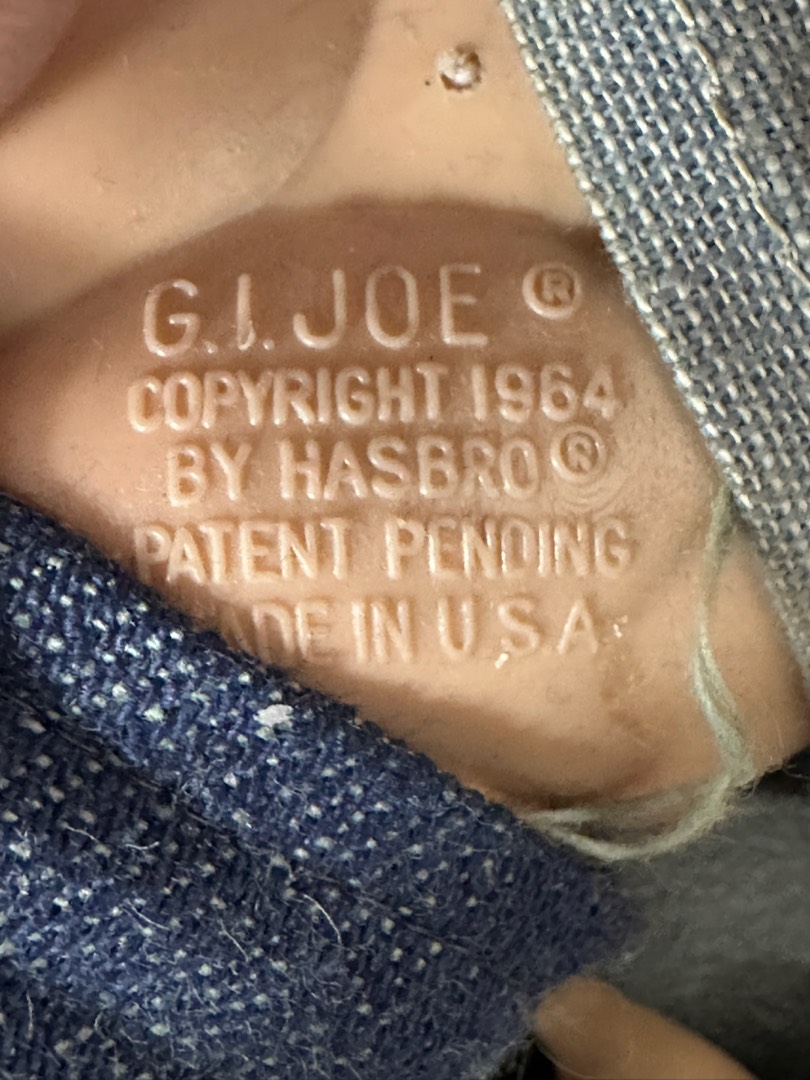 G.I. JOE ®
COPYRIGHT 1964
BY HASBRO ®
PATENT PENDING
IN U.S.A.